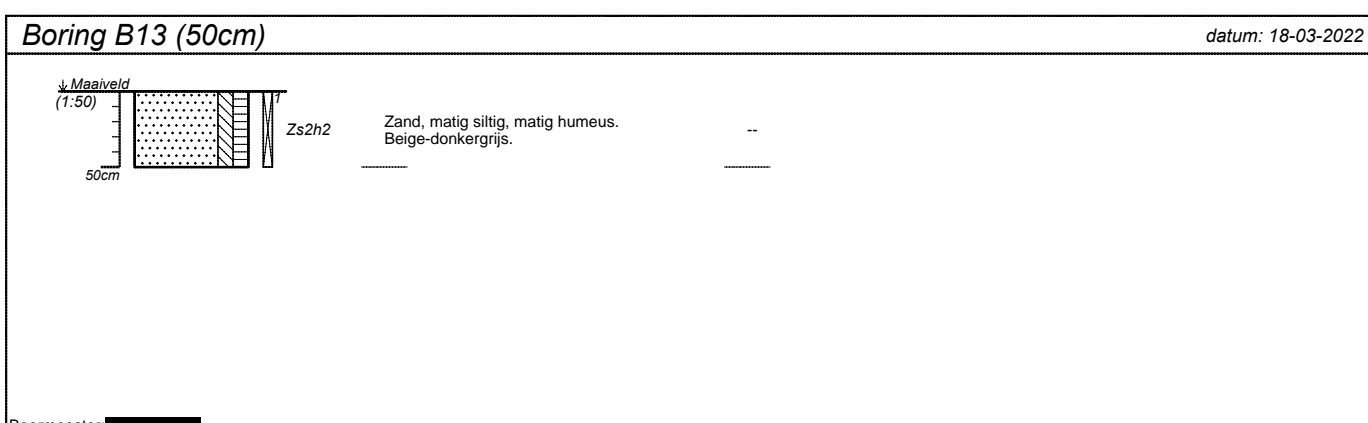 Boring B13 (50cm)
datum: 18-03-2022
Maaiveld
(1:50)
1
Zs2h2
Zand, matig siltig, matig humeus.
Beige-donkergrijs.
--
50cm